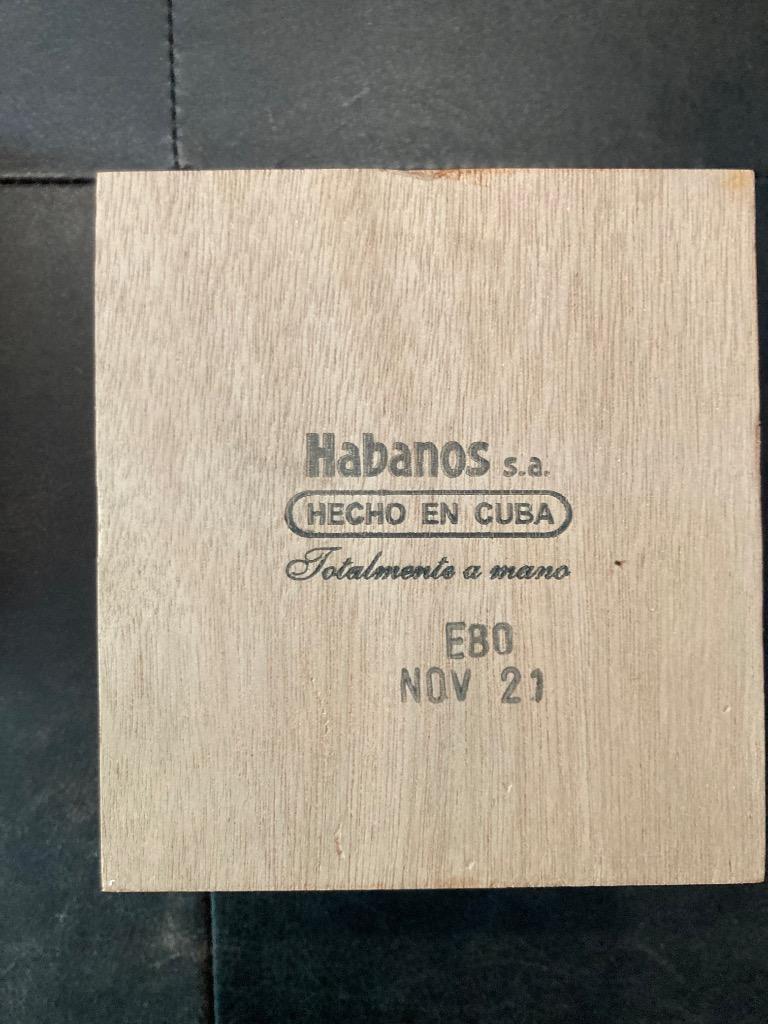 Habanos s.a.
HECHO EN CUBA
Totalmente a mano
EBO
NOV 21